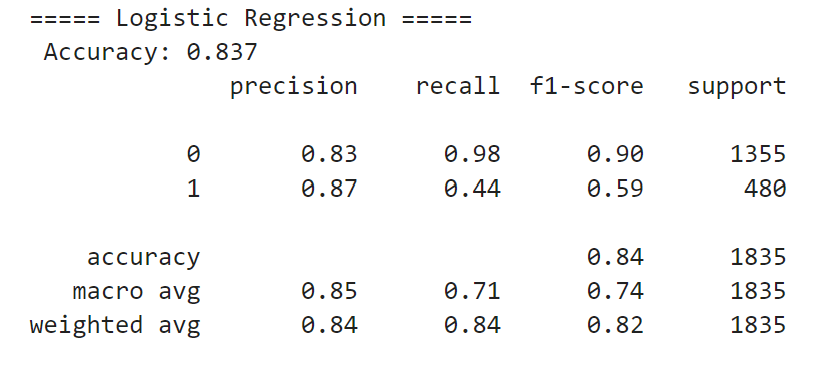 ===== Logistic Regression =====
Accuracy: 0.837
precision recall f1-score support
0 0.83 0.98 0.90 1355
1 0.87 0.44 0.59 480
accuracy 0.84 1835
macro avg 0.85 0.71 0.74 1835
weighted avg 0.84 0.84 0.82 1835